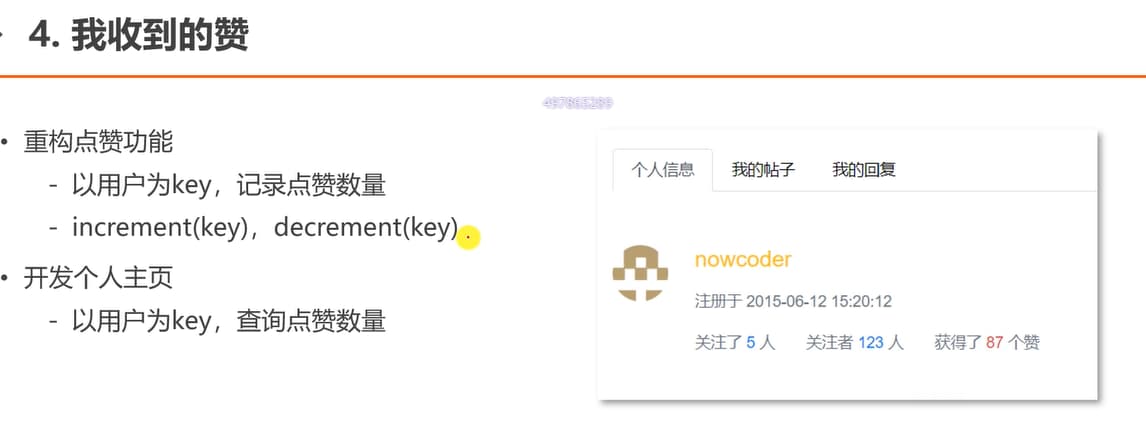 4. 我收到的赞
497863289
• 重构点赞功能
- 以用户为key，记录点赞数量
- increment(key)，decrement(key)
• 开发个人主页
- 以用户为key，查询点赞数量
个人信息 我的帖子 我的回复
nowcoder
注册于 2015-06-12 15:20:12
关注了 5 人 关注者 123 人 获得了 87 个赞